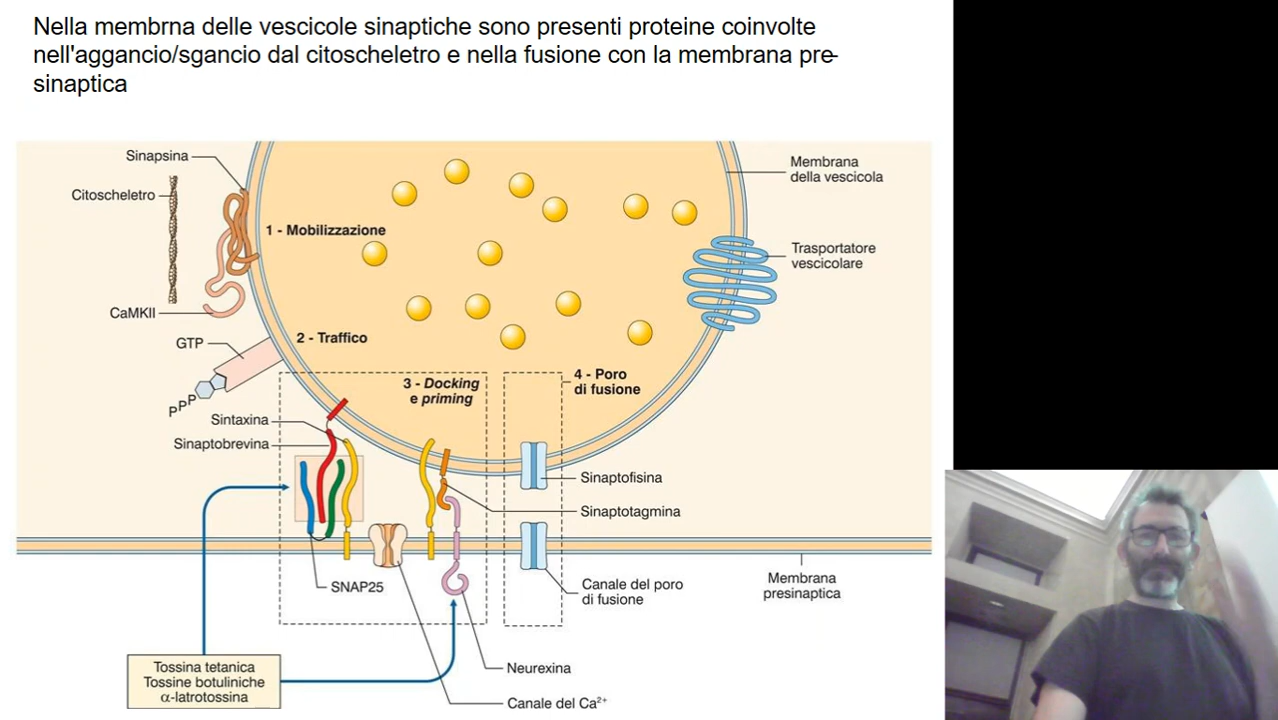 Nella membrna delle vescicole sinaptiche sono presenti proteine coinvolte
nell'aggancio/sgancio dal citoscheletro e nella fusione con la membrana pre-
sinaptica
Sinapsina
Citoscheletro
1 - Mobilizzazione
Membrana
della vescicola
Trasportatore
vescicolare
CaMKII
GTP
2 - Traffico
PPP
3 - Docking
e priming
4 - Poro
di fusione
Sintaxina
Sinaptobrevina
Sinaptofisina
Sinaptotagmina
SNAP25
Canale del poro
di fusione
Membrana
presinaptica
Tossina tetanica
Tossine botuliniche
α-latrotossina
Neurexina
Canale del Ca²⁺